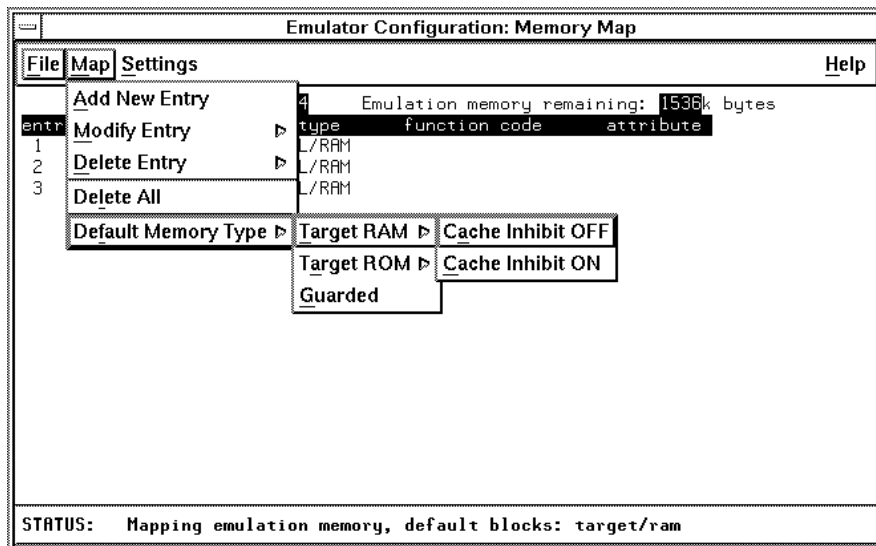 Emulator Configuration: Memory Map
File Map Settings Help
Add New Entry
4 Emulation memory remaining: 1536k bytes
entr type function code attribute
Modify Entry
1 L/RAM
2 L/RAM
Delete Entry
3 L/RAM
Delete All
Default Memory Type Target RAM Cache Inhibit OFF
Target ROM Cache Inhibit ON
Guarded
STATUS: Mapping emulation memory, default blocks: target/ram